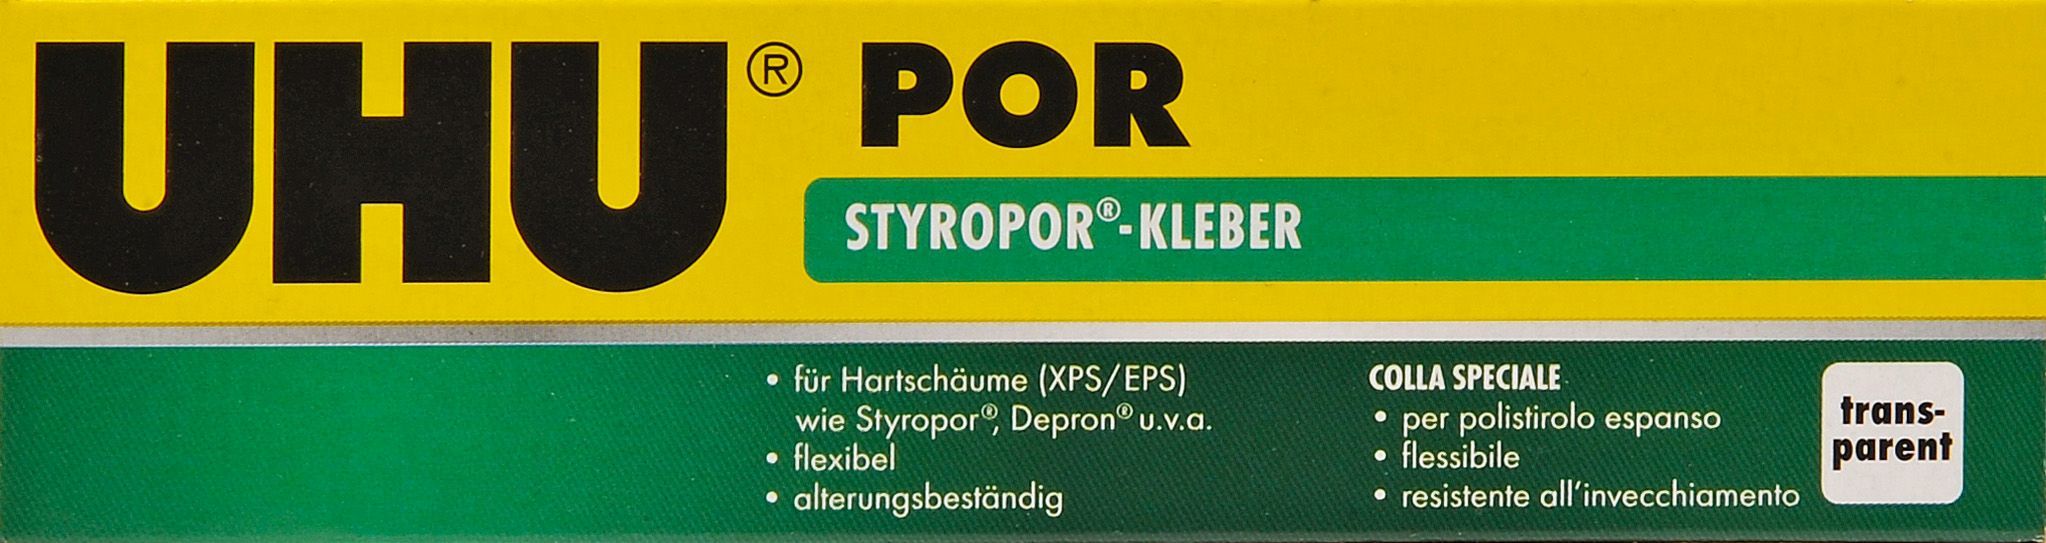 UHU® POR
STYROPOR®-KLEBER
• für Hartschäume (XPS/EPS)
wie Styropor®, Depron® u.v.a.
• flexibel
• alterungsbeständig
COLLA SPECIALE
• per polistirolo espanso
• flessibile
• resistente all'invecchiamento
trans-
parent